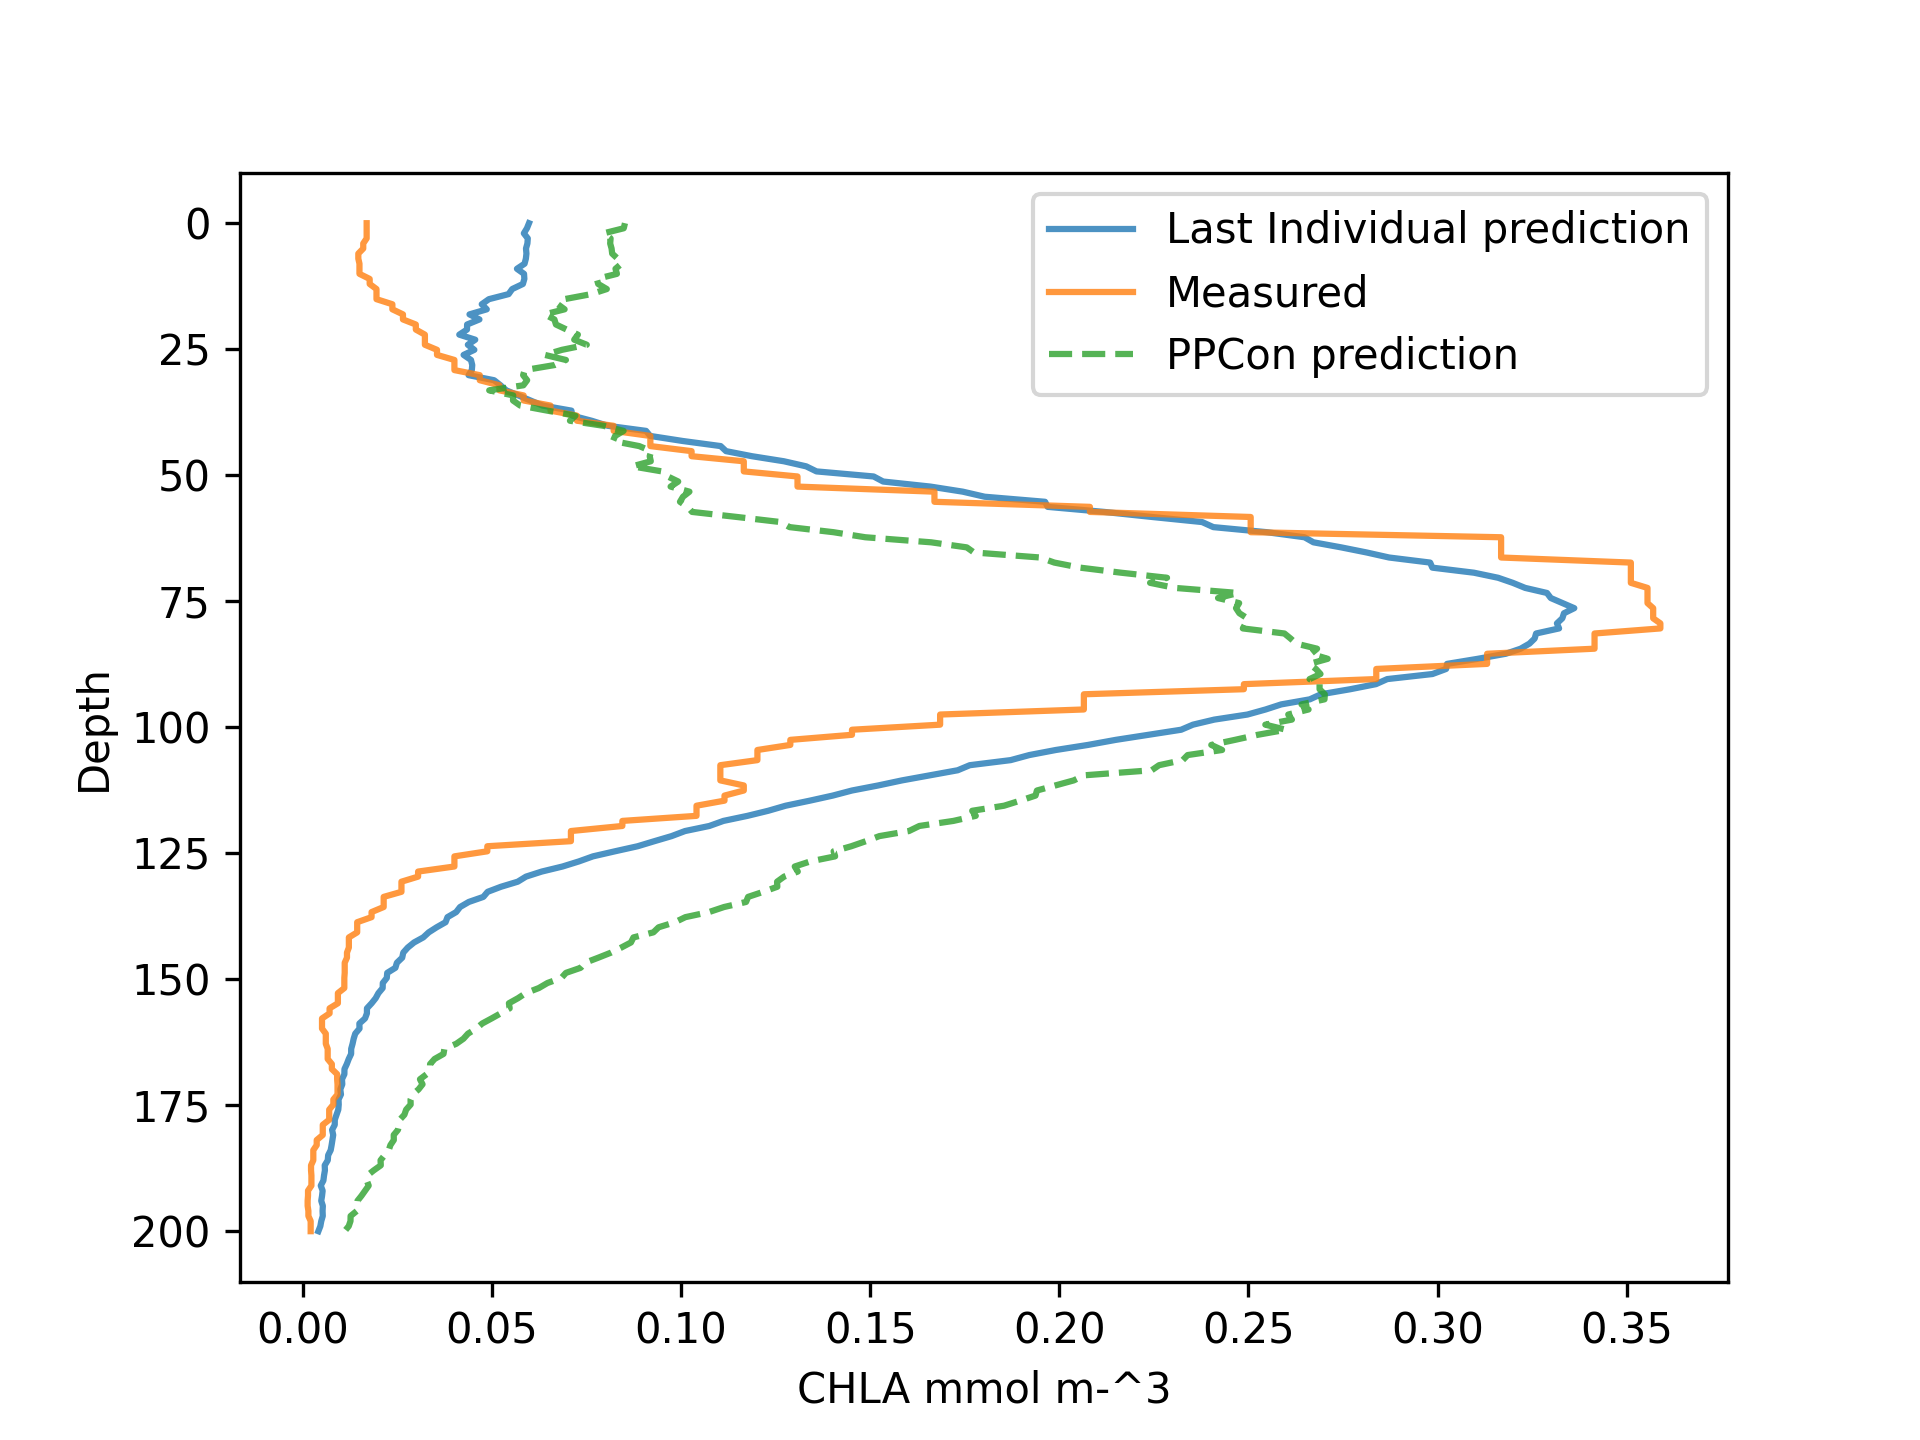 Last Individual prediction
Measured
PPCon prediction
Depth
0
25
50
75
100
125
150
175
200
0.00 0.05 0.10 0.15 0.20 0.25 0.30 0.35
CHLA mmol m-^3